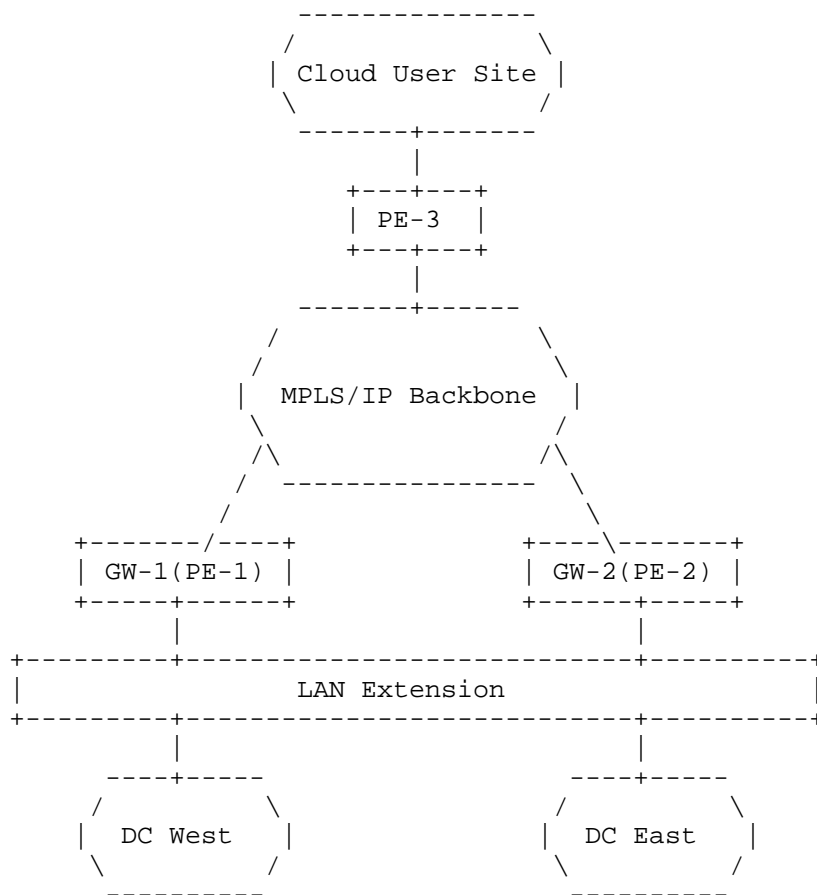 Cloud User Site
PE-3
MPLS/IP Backbone
GW-1(PE-1) GW-2(PE-2)
LAN Extension
DC West DC East